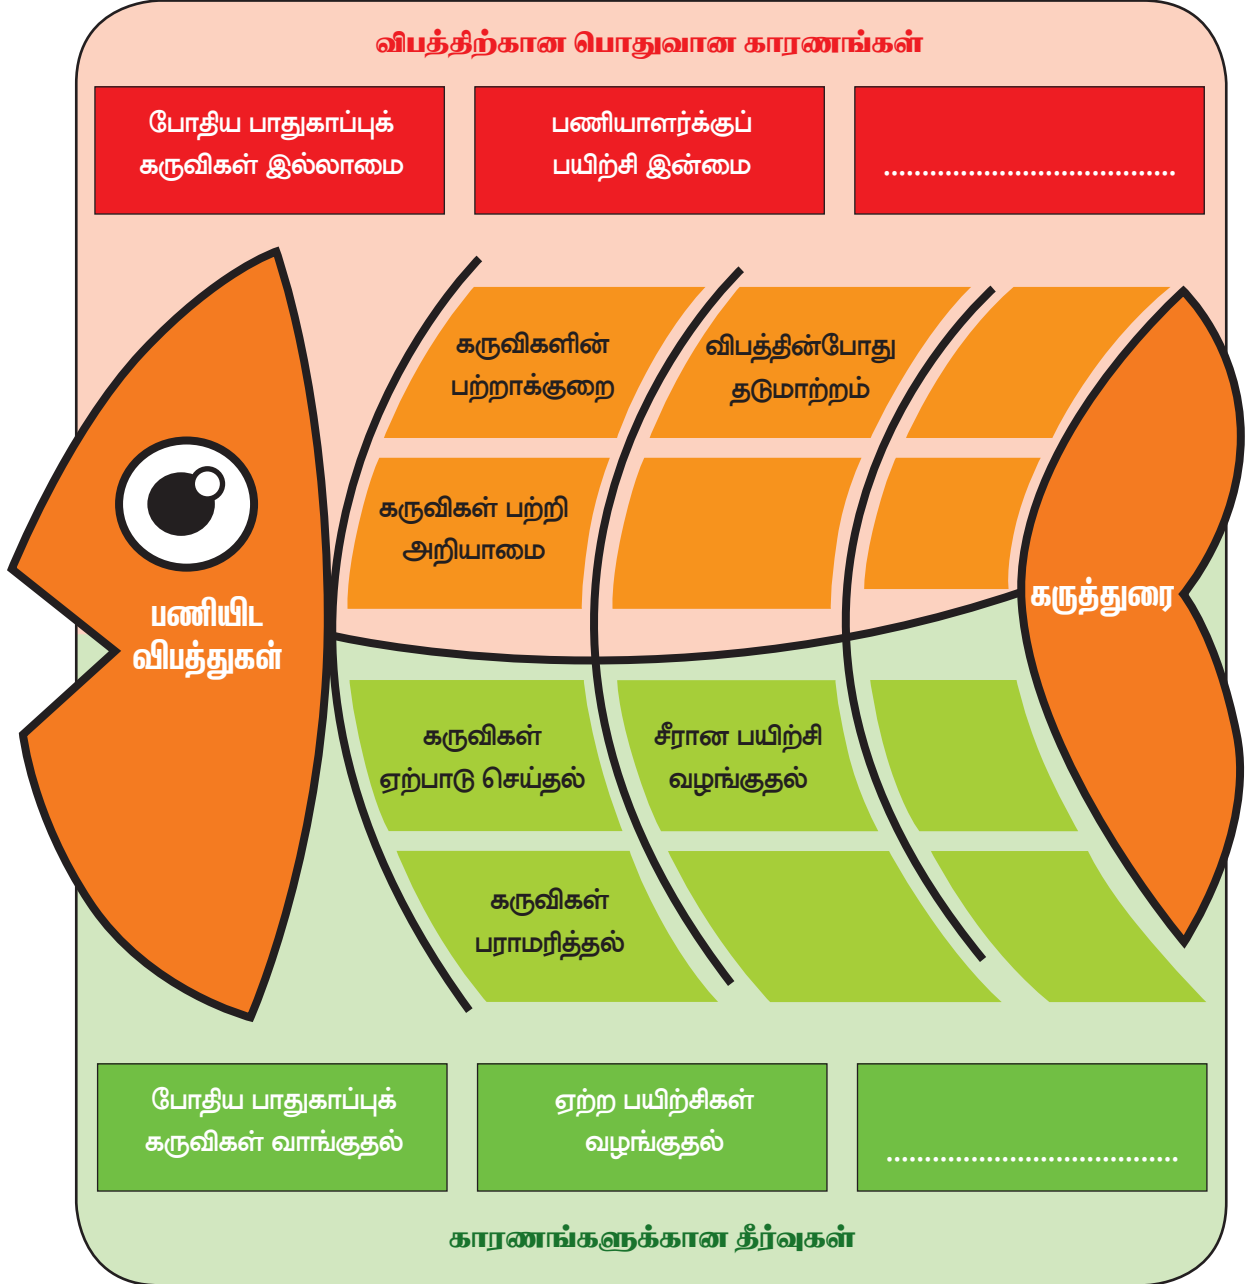 விபத்திற்கான பொதுவான காரணங்கள்
போதிய பாதுகாப்புக்
கருவிகள் இல்லாமை
பணியாளர்க்குப்
பயிற்சி இன்மை
.....................................
கருவிகளின்
பற்றாக்குறை
விபத்தின்போது
தடுமாற்றம்
கருவிகள் பற்றி
அறியாமை
பணியிட
விபத்துகள்
கருத்துரை
கருவிகள்
ஏற்பாடு செய்தல்
சீரான பயிற்சி
வழங்குதல்
கருவிகள்
பராமரித்தல்
போதிய பாதுகாப்புக்
கருவிகள் வாங்குதல்
ஏற்ற பயிற்சிகள்
வழங்குதல்
.....................................
காரணங்களுக்கான தீர்வுகள்